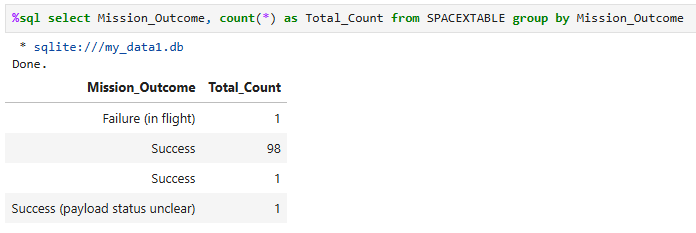 %sql select Mission_Outcome, count(*) as Total_Count from SPACEXTABLE group by Mission_Outcome
* sqlite:///my_data1.db
Done.
Mission_Outcome Total_Count
Failure (in flight) 1
Success 98
Success 1
Success (payload status unclear) 1